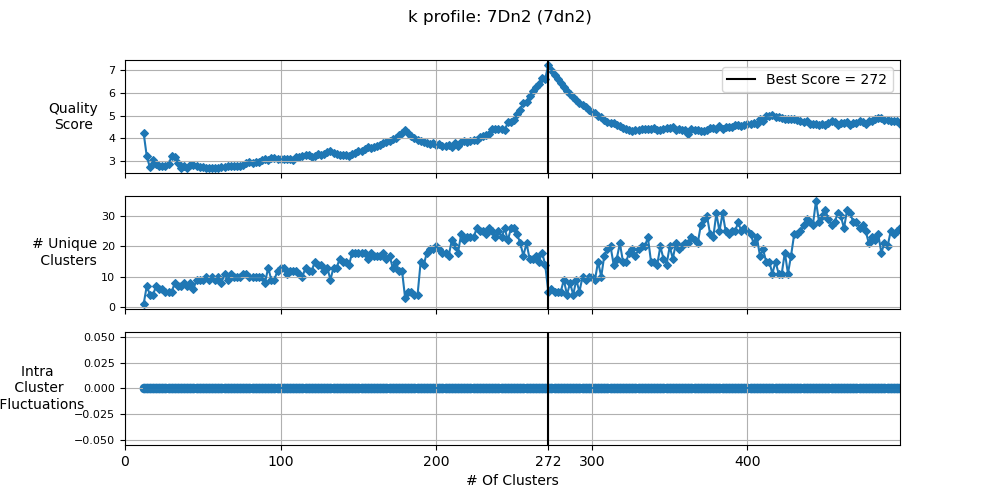 k profile: 7Dn2 (7dn2)
7
6
5
4
3
Quality
Score
Best Score = 272
30
20
10
0
# Unique
Clusters
0.050
0.025
0.000
−0.025
−0.050
Intra
Cluster
Fluctuations
0 100 200 272 300 400
# Of Clusters